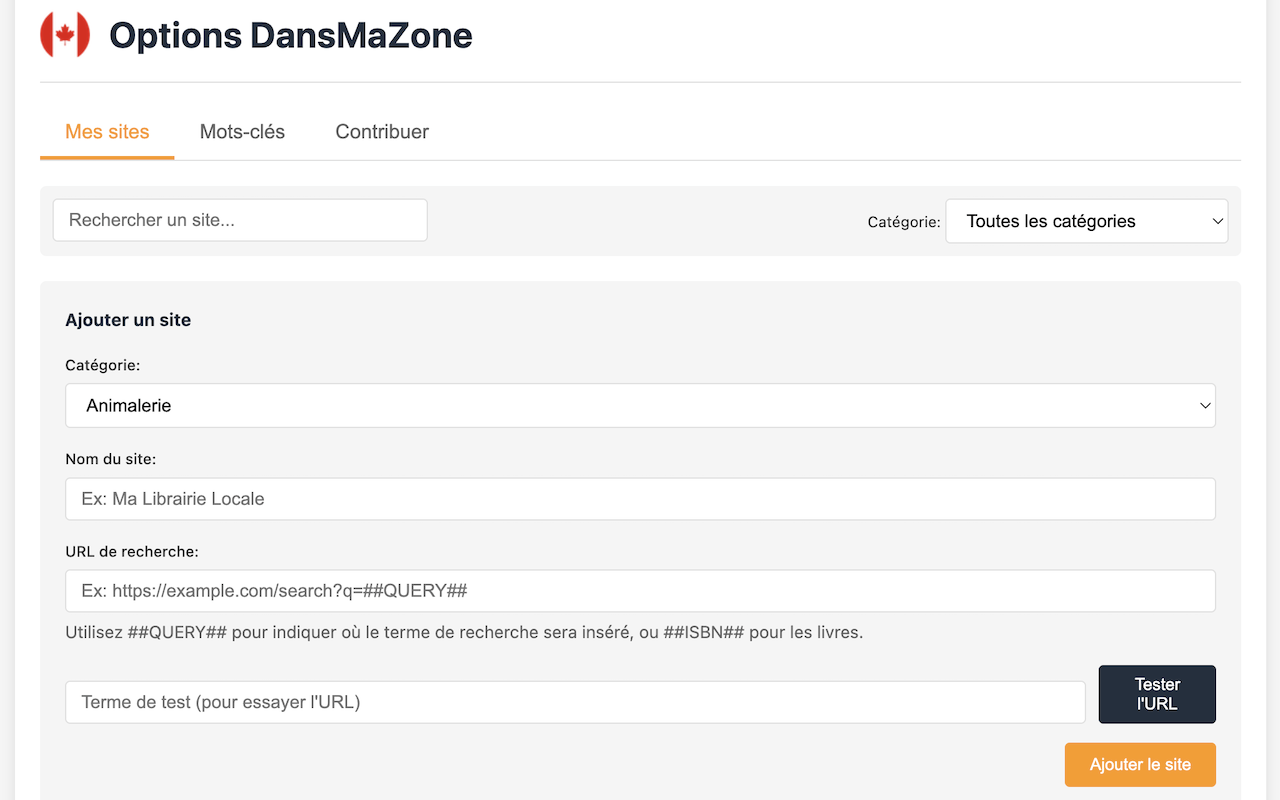 Options DansMaZone
Mes sites
Mots-clés
Contribuer
Rechercher un site...
Catégorie:
Toutes les catégories
Ajouter un site
Catégorie:
Animalerie
Nom du site:
Ex: Ma Librairie Locale
URL de recherche:
Ex: https://example.com/search?q=##QUERY##
Utilisez ##QUERY## pour indiquer où le terme de recherche sera inséré, ou ##ISBN## pour les livres.
Terme de test (pour essayer l'URL)
Tester
l'URL
Ajouter le site